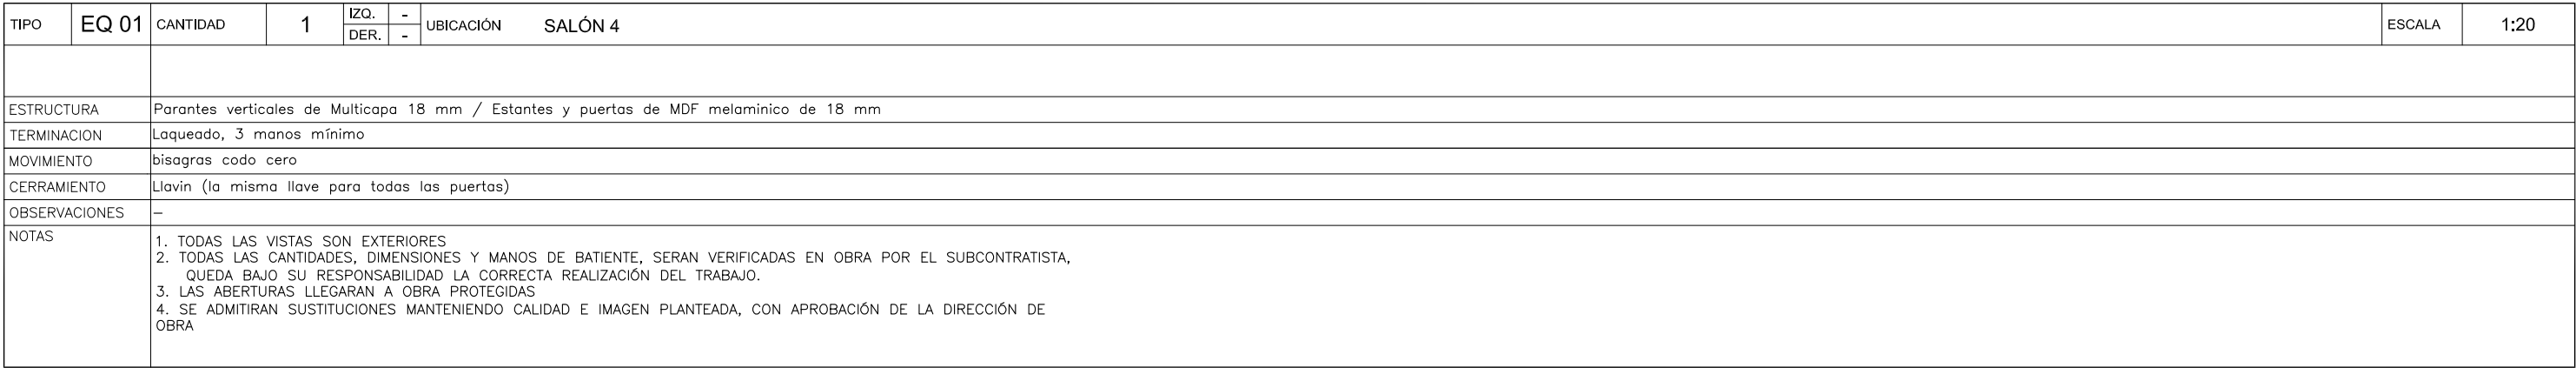 TIPO EQ 01 CANTIDAD 1 IZQ. - UBICACIÓN SALÓN 4 ESCALA 1:20
DER. -
ESTRUCTURA Parantes verticales de Multicapa 18 mm / Estantes y puertas de MDF melaminico de 18 mm
TERMINACION Laqueado, 3 manos mínimo
MOVIMIENTO bisagras codo cero
CERRAMIENTO Llavin (la misma llave para todas las puertas)
OBSERVACIONES –
NOTAS
1. TODAS LAS VISTAS SON EXTERIORES
2. TODAS LAS CANTIDADES, DIMENSIONES Y MANOS DE BATIENTE, SERAN VERIFICADAS EN OBRA POR EL SUBCONTRATISTA,
QUEDA BAJO SU RESPONSABILIDAD LA CORRECTA REALIZACIÓN DEL TRABAJO.
3. LAS ABERTURAS LLEGARAN A OBRA PROTEGIDAS
4. SE ADMITIRAN SUSTITUCIONES MANTENIENDO CALIDAD E IMAGEN PLANTEADA, CON APROBACIÓN DE LA DIRECCIÓN DE
OBRA